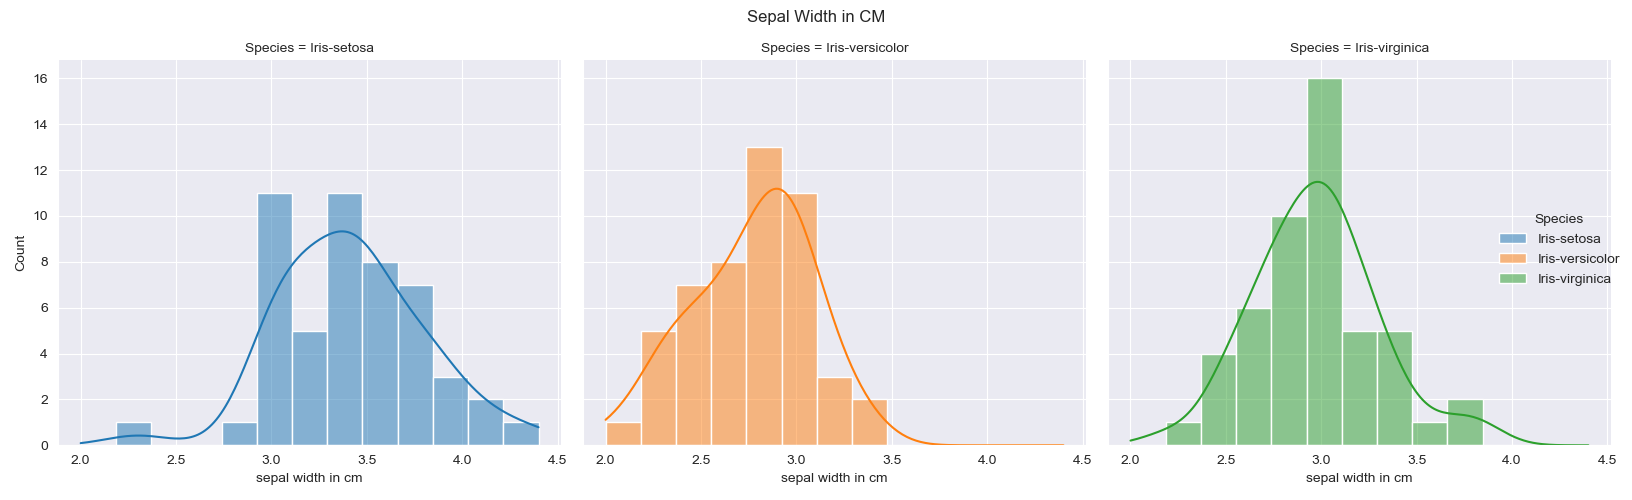 Sepal Width in CM
Species = Iris-setosa
Species = Iris-versicolor
Species = Iris-virginica
16
14
12
10
8
6
4
2
0
Count
2.0 2.5 3.0 3.5 4.0 4.5
2.0 2.5 3.0 3.5 4.0 4.5
2.0 2.5 3.0 3.5 4.0 4.5
sepal width in cm
sepal width in cm
sepal width in cm
Species
Iris-setosa
Iris-versicolor
Iris-virginica